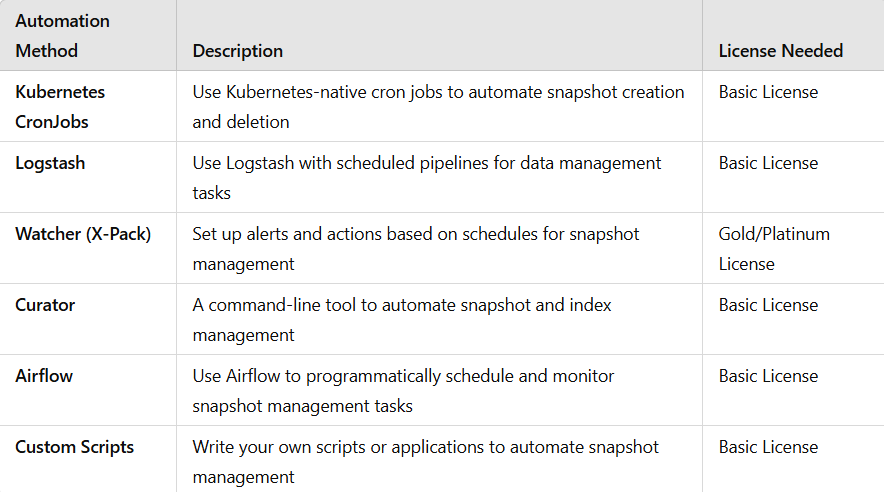 Automation
Method Description License Needed
Kubernetes Use Kubernetes-native cron jobs to automate snapshot creation Basic License
CronJobs and deletion
Logstash Use Logstash with scheduled pipelines for data management Basic License
tasks
Watcher (X-Pack) Set up alerts and actions based on schedules for snapshot Gold/Platinum
management License
Curator A command-line tool to automate snapshot and index Basic License
management
Airflow Use Airflow to programmatically schedule and monitor Basic License
snapshot management tasks
Custom Scripts Write your own scripts or applications to automate snapshot Basic License
management